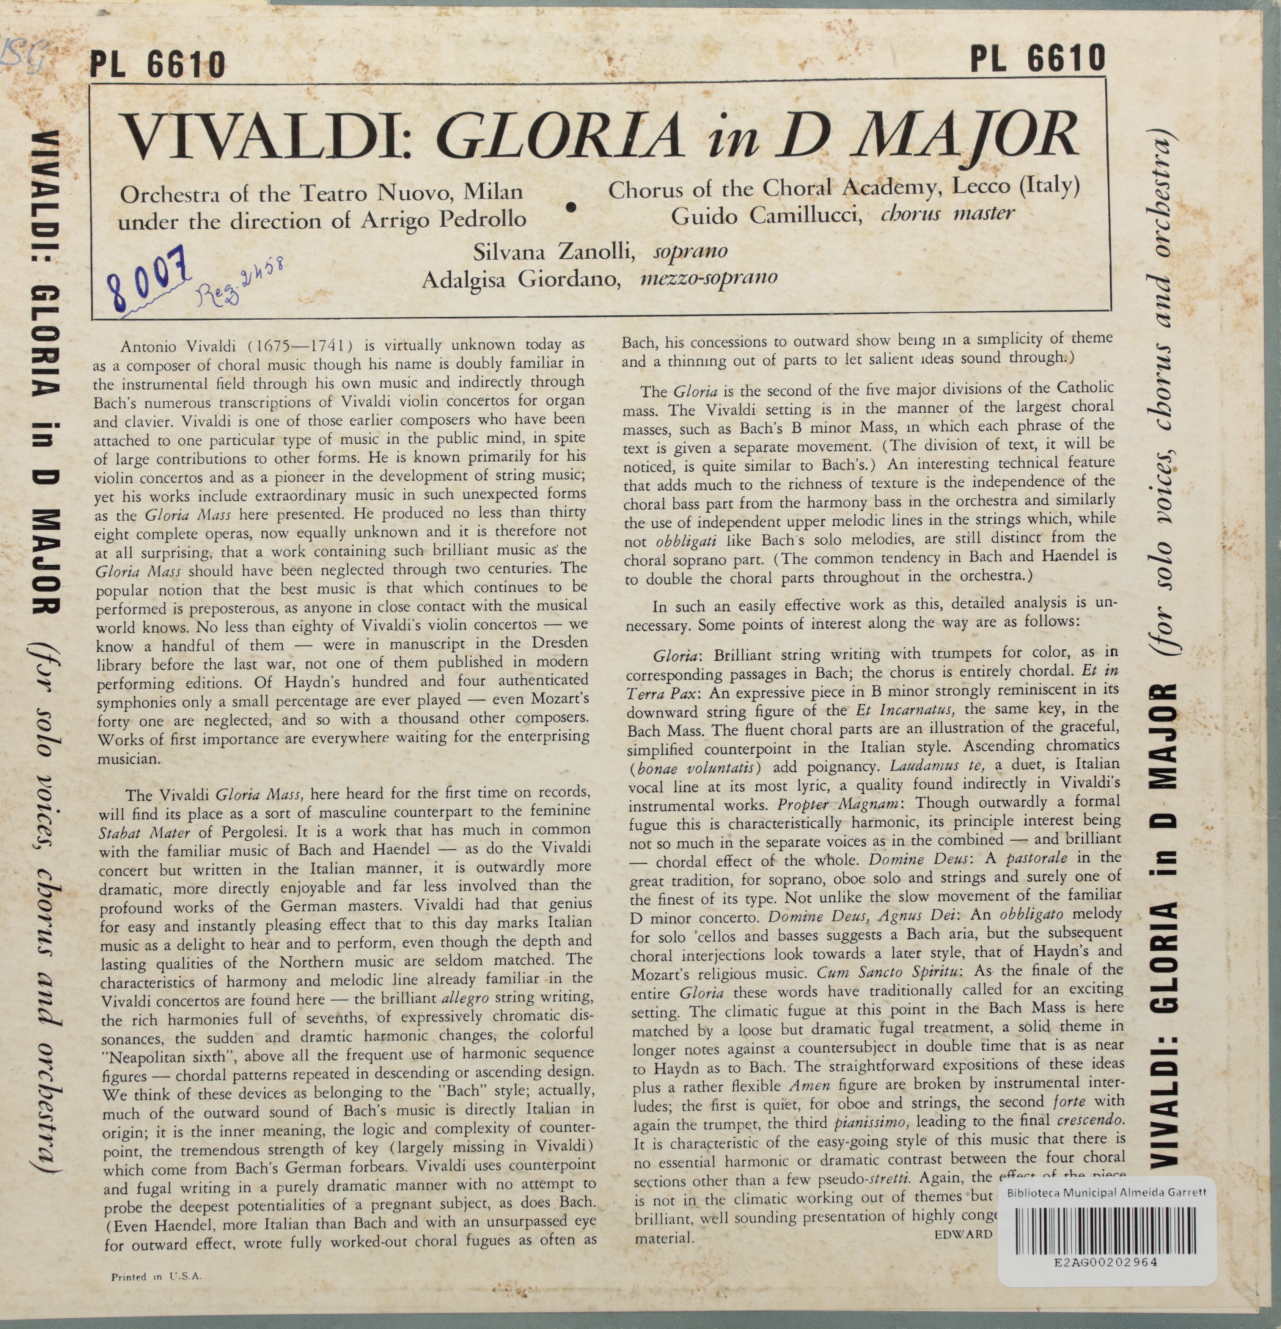 PL 6610
PL 6610
VIVALDI: GLORIA in D MAJOR
Orchestra of the Teatro Nuovo, Milan
under the direction of Arrigo Pedrollo
•
Chorus of the Choral Academy, Lecco (Italy)
Guido Camillucci, chorus master
Silvana Zanolli, soprano
Adalgisa Giordano, mezzo-soprano
8007
Reg. 2458
VIVALDI: GLORIA in D MAJOR (for solo voices, chorus and orchestra)
Antonio Vivaldi (1675—1741) is virtually unknown today as
as a composer of choral music though his name is doubly familiar in
the instrumental field through his own music and indirectly through
Bach's numerous transcriptions of Vivaldi violin concertos for organ
and clavier. Vivaldi is one of those earlier composers who have been
attached to one particular type of music in the public mind, in spite
of large contributions to other forms. He is known primarily for his
violin concertos and as a pioneer in the development of string music;
yet his works include extraordinary music in such unexpected forms
as the Gloria Mass here presented. He produced no less than thirty
eight complete operas, now equally unknown and it is therefore not
at all surprising, that a work containing such brilliant music as the
Gloria Mass should have been neglected through two centuries. The
popular notion that the best music is that which continues to be
performed is preposterous, as anyone in close contact with the musical
world knows. No less than eighty of Vivaldi's violin concertos — we
know a handful of them — were in manuscript in the Dresden
library before the last war, not one of them published in modern
performing editions. Of Haydn's hundred and four authenticated
symphonies only a small percentage are ever played — even Mozart's
forty one are neglected, and so with a thousand other composers.
Works of first importance are everywhere waiting for the enterprising
musician.
The Vivaldi Gloria Mass, here heard for the first time on records,
will find its place as a sort of masculine counterpart to the feminine
Stabat Mater of Pergolesi. It is a work that has much in common
with the familiar music of Bach and Haendel — as do the Vivaldi
concert but written in the Italian manner, it is outwardly more
dramatic, more directly enjoyable and far less involved than the
profound works of the German masters. Vivaldi had that genius
for easy and instantly pleasing effect that to this day marks Italian
music as a delight to hear and to perform, even though the depth and
lasting qualities of the Northern music are seldom matched. The
characteristics of harmony and melodic line already familiar in the
Vivaldi concertos are found here — the brilliant allegro string writing,
the rich harmonies full of sevenths, of expressively chromatic dis-
sonances, the sudden and dramtic harmonic changes, the colorful
"Neapolitan sixth", above all the frequent use of harmonic sequence
figures — chordal patterns repeated in descending or ascending design.
We think of these devices as belonging to the "Bach" style; actually,
much of the outward sound of Bach's music is directly Italian in
origin; it is the inner meaning, the logic and complexity of counter-
point, the tremendous strength of key (largely missing in Vivaldi)
which come from Bach's German forbears. Vivaldi uses counterpoint
and fugal writing in a purely dramatic manner with no attempt to
probe the deepest potentialities of a pregnant subject, as does Bach.
(Even Haendel, more Italian than Bach and with an unsurpassed eye
for outward effect, wrote fully worked-out choral fugues as often as
Printed in U.S.A.
Bach, his concessions to outward show being in a simplicity of theme
and a thinning out of parts to let salient ideas sound through.)
The Gloria is the second of the five major divisions of the Catholic
mass. The Vivaldi setting is in the manner of the largest choral
masses, such as Bach's B minor Mass, in which each phrase of the
text is given a separate movement. (The division of text, it will be
noticed, is quite similar to Bach's.) An interesting technical feature
that adds much to the richness of texture is the independence of the
choral bass part from the harmony bass in the orchestra and similarly
the use of independent upper melodic lines in the strings which, while
not obbligati like Bach's solo melodies, are still distinct from the
choral soprano part. (The common tendency in Bach and Haendel is
to double the choral parts throughout in the orchestra.)
In such an easily effective work as this, detailed analysis is un-
necessary. Some points of interest along the way are as follows:
Gloria: Brilliant string writing with trumpets for color, as in
corresponding passages in Bach; the chorus is entirely chordal. Et in
Terra Pax: An expressive piece in B minor strongly reminiscent in its
downward string figure of the Et Incarnatus, the same key, in the
Bach Mass. The fluent choral parts are an illustration of the graceful,
simplified counterpoint in the Italian style. Ascending chromatics
(bonae voluntatis) add poignancy. Laudamus te, a duet, is Italian
vocal line at its most lyric, a quality found indirectly in Vivaldi's
instrumental works. Propter Magnam: Though outwardly a formal
fugue this is characteristically harmonic, its principle interest being
not so much in the separate voices as in the combined — and brilliant
— chordal effect of the whole. Domine Deus: A pastorale in the
great tradition, for soprano, oboe solo and strings and surely one of
the finest of its type. Not unlike the slow movement of the familiar
D minor concerto. Domine Deus, Agnus Dei: An obbligato melody
for solo 'cellos and basses suggests a Bach aria, but the subsequent
choral interjections look towards a later style, that of Haydn's and
Mozart's religious music. Cum Sancto Spiritu: As the finale of the
entire Gloria these words have traditionally called for an exciting
setting. The climatic fugue at this point in the Bach Mass is here
matched by a loose but dramatic fugal treatment, a solid theme in
longer notes against a countersubject in double time that is as near
to Haydn as to Bach. The straightforward expositions of these ideas
plus a rather flexible Amen figure are broken by instrumental inter-
ludes; the first is quiet, for oboe and strings, the second forte with
again the trumpet, the third pianissimo, leading to the final crescendo.
It is characteristic of the easy-going style of this music that there is
no essential harmonic or dramatic contrast between the four choral
sections other than a few pseudo-stretti. Again, the effect of the piece
is not in the climatic working out of themes but
brilliant, well sounding presentation of highly
material.
EDWARD
Biblioteca Municipal Almeida Garrett
E2AG00202964
VIVALDI: GLORIA in D MAJOR (for solo voices, chorus and orchestra)